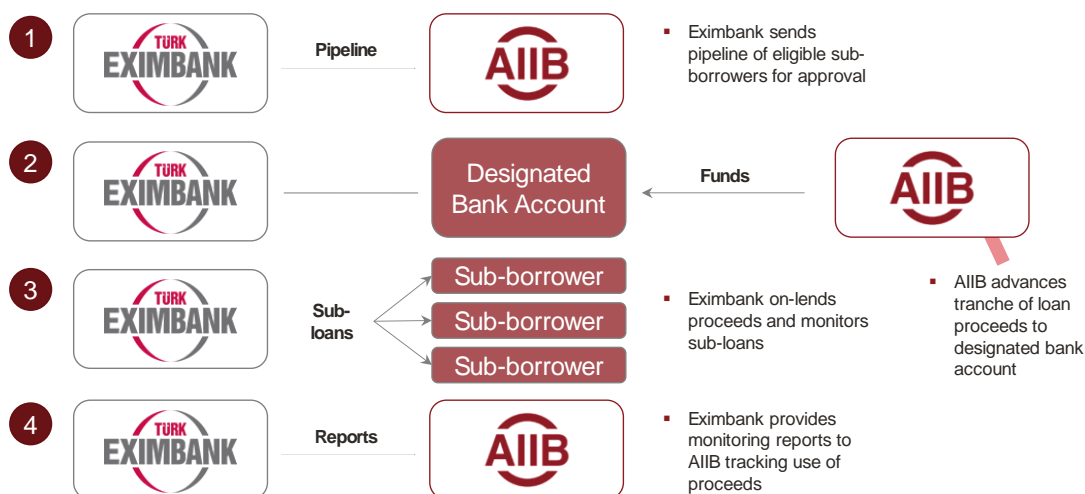 1
TÜRK
EXIMBANK
Pipeline
AIIB
▪ Eximbank sends
pipeline of eligible sub-
borrowers for approval
2
TÜRK
EXIMBANK
Designated
Bank Account
Funds
AIIB
▪ AIIB advances
tranche of loan
proceeds to
designated bank
account
3
TÜRK
EXIMBANK
Sub-
loans
Sub-borrower
Sub-borrower
Sub-borrower
▪ Eximbank on-lends
proceeds and monitors
sub-loans
4
TÜRK
EXIMBANK
Reports
AIIB
▪ Eximbank provides
monitoring reports to
AIIB tracking use of
proceeds